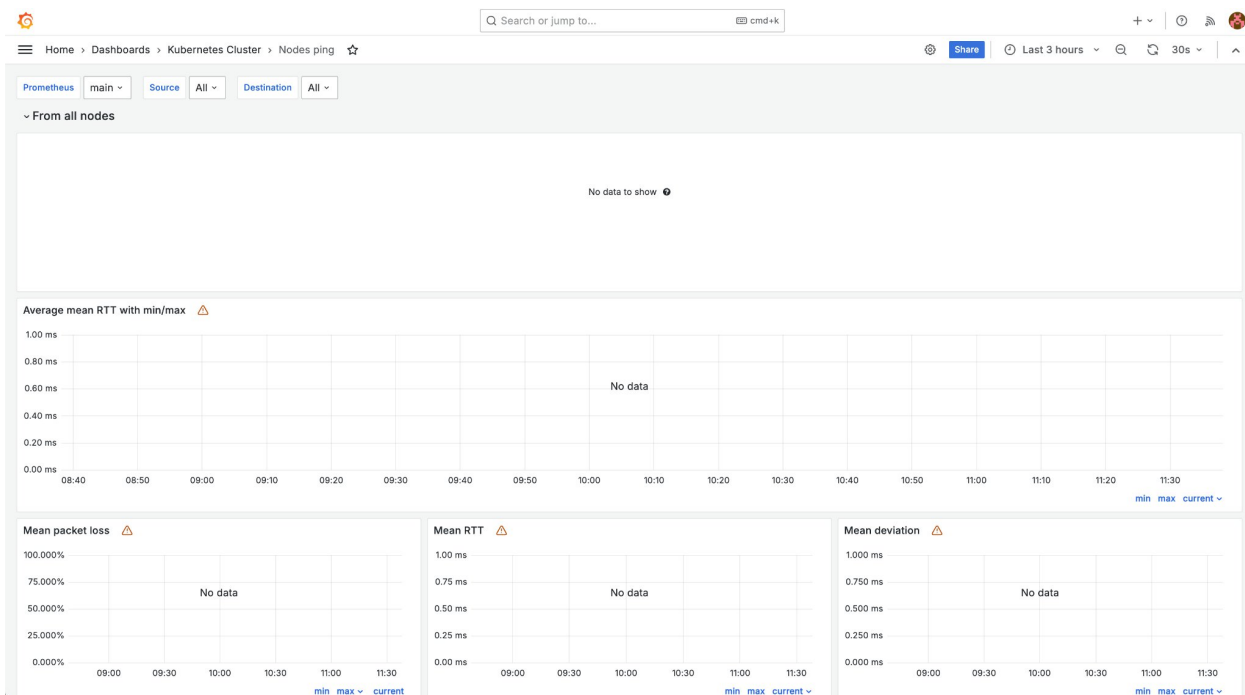 Search or jump to... cmd+k
Home › Dashboards › Kubernetes Cluster › Nodes ping Share Last 3 hours 30s
Prometheus main Source All Destination All
From all nodes
No data to show
Average mean RTT with min/max
1.00 ms
0.80 ms
0.60 ms
0.40 ms
0.20 ms
0.00 ms
No data
08:40 08:50 09:00 09:10 09:20 09:30 09:40 09:50 10:00 10:10 10:20 10:30 10:40 10:50 11:00 11:10 11:20 11:30
min max current
Mean packet loss
100.000%
75.000%
50.000%
25.000%
0.000%
No data
09:00 09:30 10:00 10:30 11:00 11:30
min max current
Mean RTT
1.00 ms
0.75 ms
0.50 ms
0.25 ms
0.00 ms
No data
09:00 09:30 10:00 10:30 11:00 11:30
min max current
Mean deviation
1.000 ms
0.750 ms
0.500 ms
0.250 ms
0.000 ms
No data
09:00 09:30 10:00 10:30 11:00 11:30
min max current